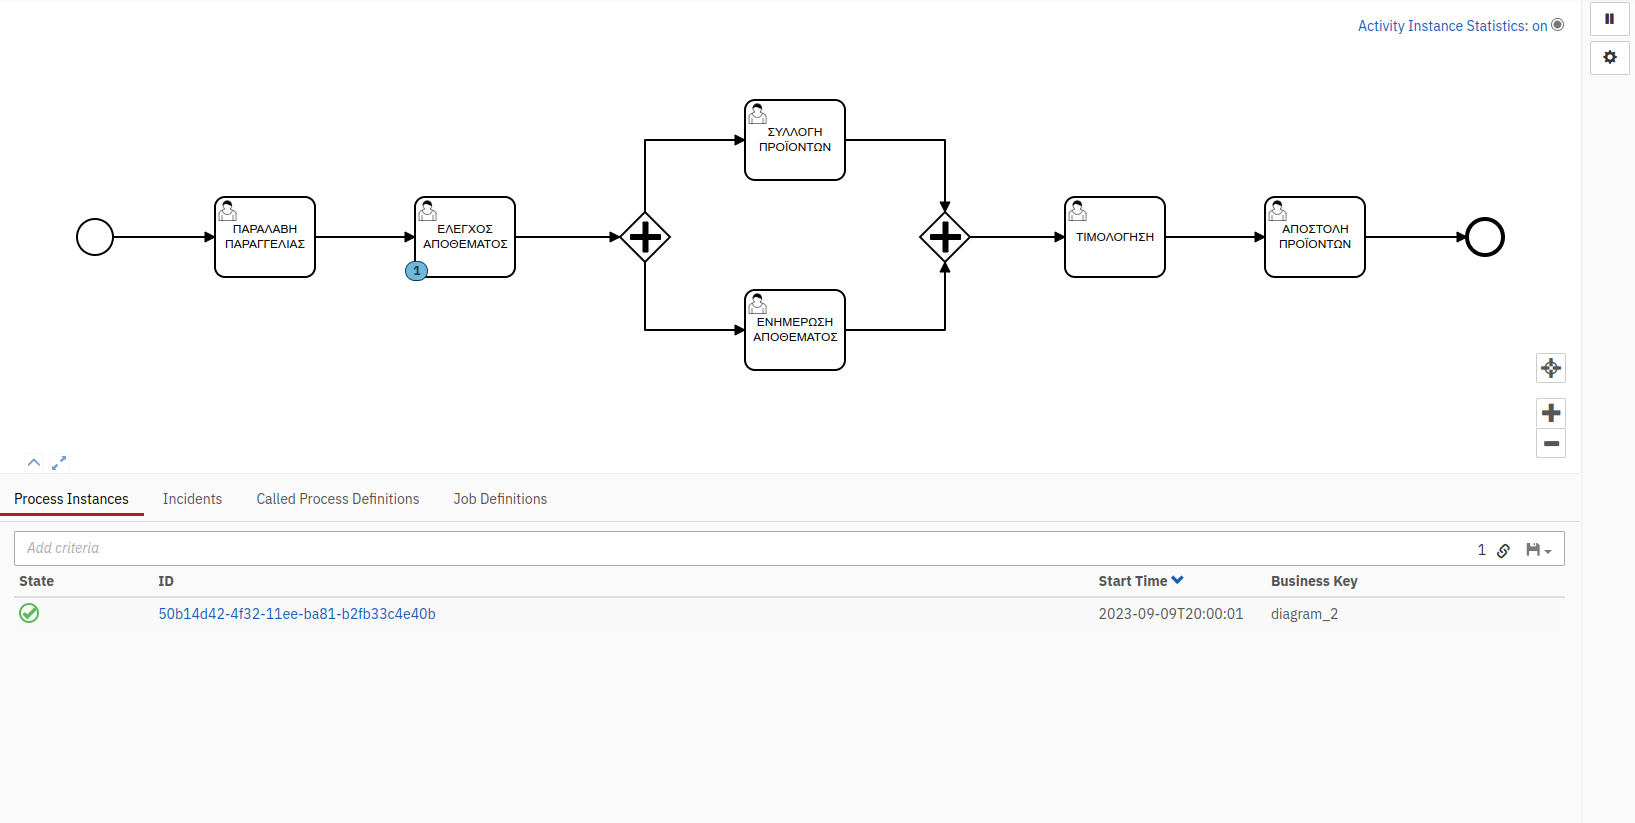 Activity Instance Statistics: on
ΣΥΛΛΟΓΗ
ΠΡΟΪΟΝΤΩΝ
ΠΑΡΑΛΑΒΗ
ΠΑΡΑΓΓΕΛΙΑΣ
ΕΛΕΓΧΟΣ
ΑΠΟΘΕΜΑΤΟΣ
1
ΤΙΜΟΛΟΓΗΣΗ
ΑΠΟΣΤΟΛΗ
ΠΡΟΪΟΝΤΩΝ
ΕΝΗΜΕΡΩΣΗ
ΑΠΟΘΕΜΑΤΟΣ
Process Instances Incidents Called Process Definitions Job Definitions
Add criteria 1
State ID Start Time Business Key
50b14d42-4f32-11ee-ba81-b2fb33c4e40b 2023-09-09T20:00:01 diagram_2